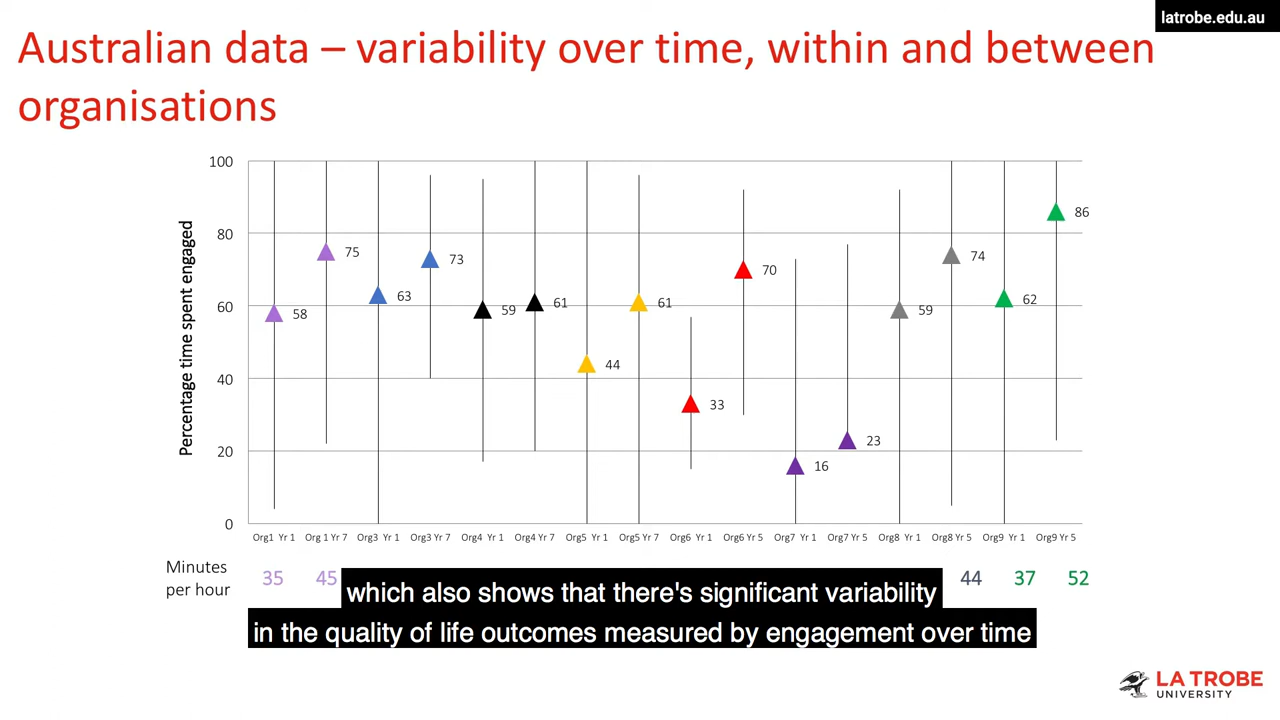 latrobe.edu.au
Australian data – variability over time, within and between
organisations
Percentage time spent engaged
100
80
60
40
20
0
58
75
63
73
59
61
44
61
33
70
16
23
59
74
62
86
Org1 Yr 1
Org 1 Yr 7
Org3 Yr 1
Org3 Yr 7
Org4 Yr 1
Org4 Yr 7
Org5 Yr 1
Org5 Yr 7
Org6 Yr 1
Org6 Yr 5
Org7 Yr 1
Org7 Yr 5
Org8 Yr 1
Org8 Yr 5
Org9 Yr 1
Org9 Yr 5
Minutes
per hour
35
45
44
37
52
which also shows that there's significant variability
in the quality of life outcomes measured by engagement over time
LA TROBE
UNIVERSITY